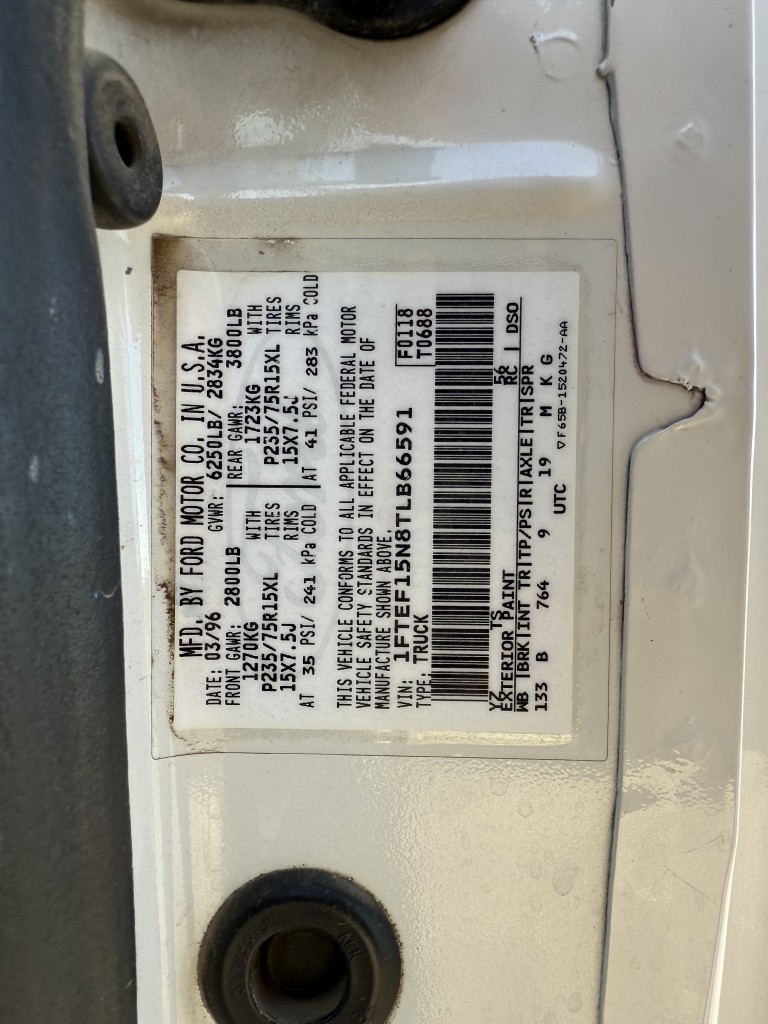 MFD. BY FORD MOTOR CO. IN U.S.A.
DATE: 03/96 GVWR: 6250LB/ 2834KG
FRONT GAWR: 2800LB REAR GAWR: 3800LB
1270KG WITH 1723KG WITH
P235/75R15XL TIRES P235/75R15XL TIRES
15X7.5J RIMS 15X7.5J RIMS
AT 35 PSI/ 241 kPa COLD AT 41 PSI/ 283 kPa COLD
THIS VEHICLE CONFORMS TO ALL APPLICABLE FEDERAL MOTOR
VEHICLE SAFETY STANDARDS IN EFFECT ON THE DATE OF
MANUFACTURE SHOWN ABOVE.
VIN: 1FTEF15N8TLB66591 F0118
TYPE: TRUCK T0688
YZ TS 56
EXTERIOR PAINT RC | DSO
WB |BRK|INT TR|TP/PS|R|AXLE|TR|SPR
133 B 764 9 19 M K G
UTC ▽F65B-1520472-AA